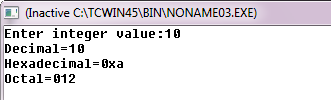 (Inactive C:\TCWIN45\BIN\NONAME03.EXE)
Enter integer value:10
Decimal=10
Hexadecimal=0xa
Octal=012